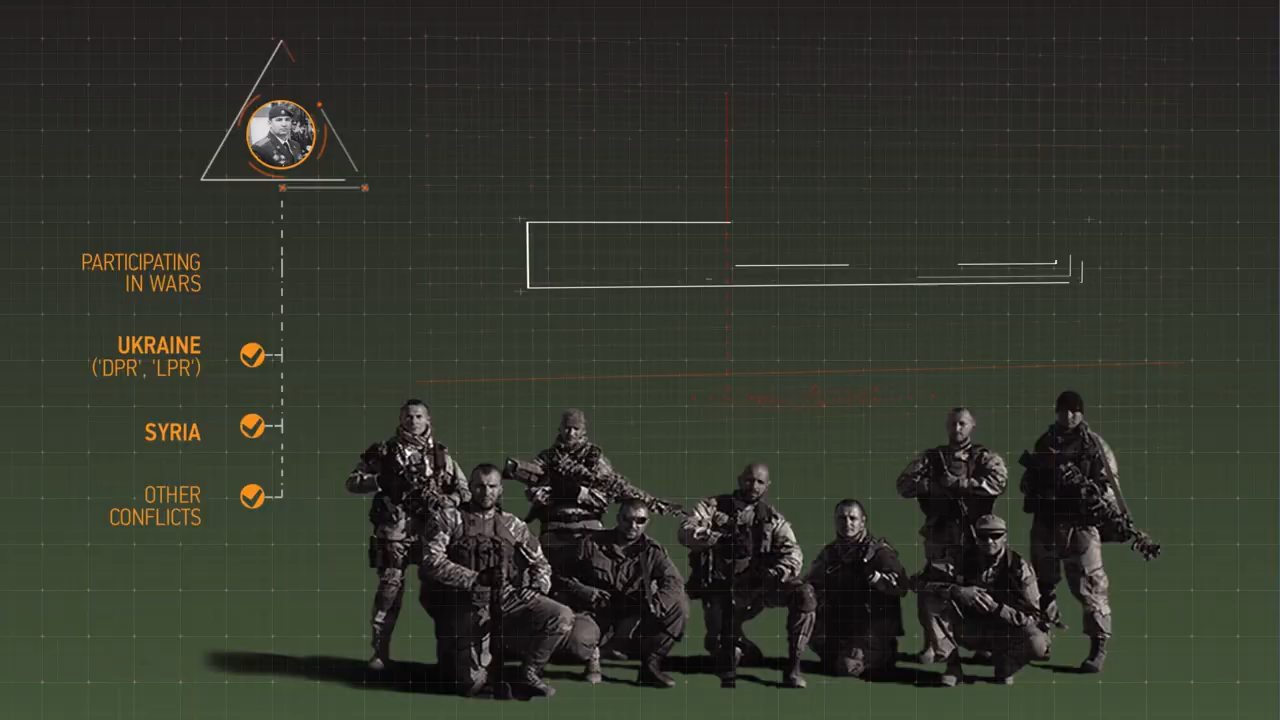 PARTICIPATING
IN WARS
UKRAINE
('DPR', 'LPR')
SYRIA
OTHER
CONFLICTS